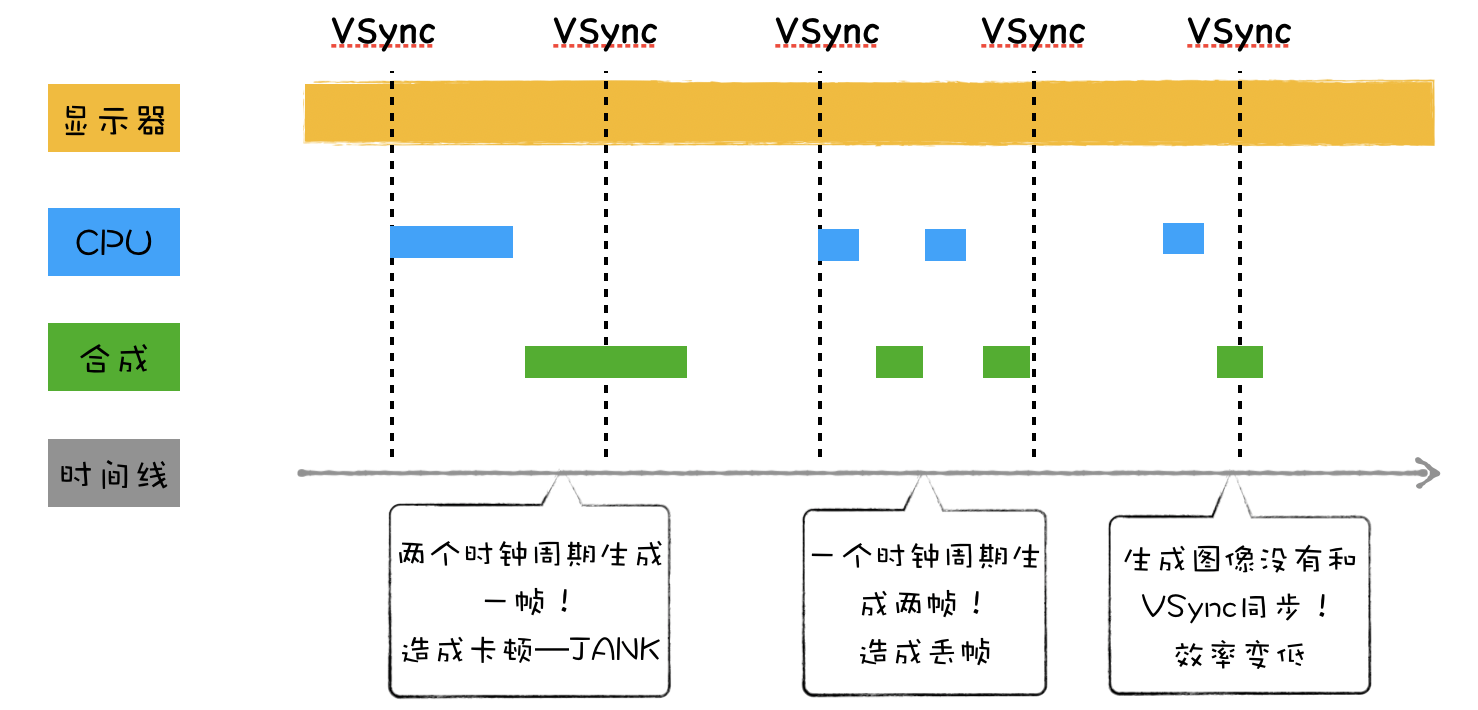 VSync VSync VSync VSync VSync
显示器
CPU
合成
时间线
两个时钟周期生成
一帧！
造成卡顿—JANK
一个时钟周期生
成两帧！
造成丢帧
生成图像没有和
VSync同步！
效率变低